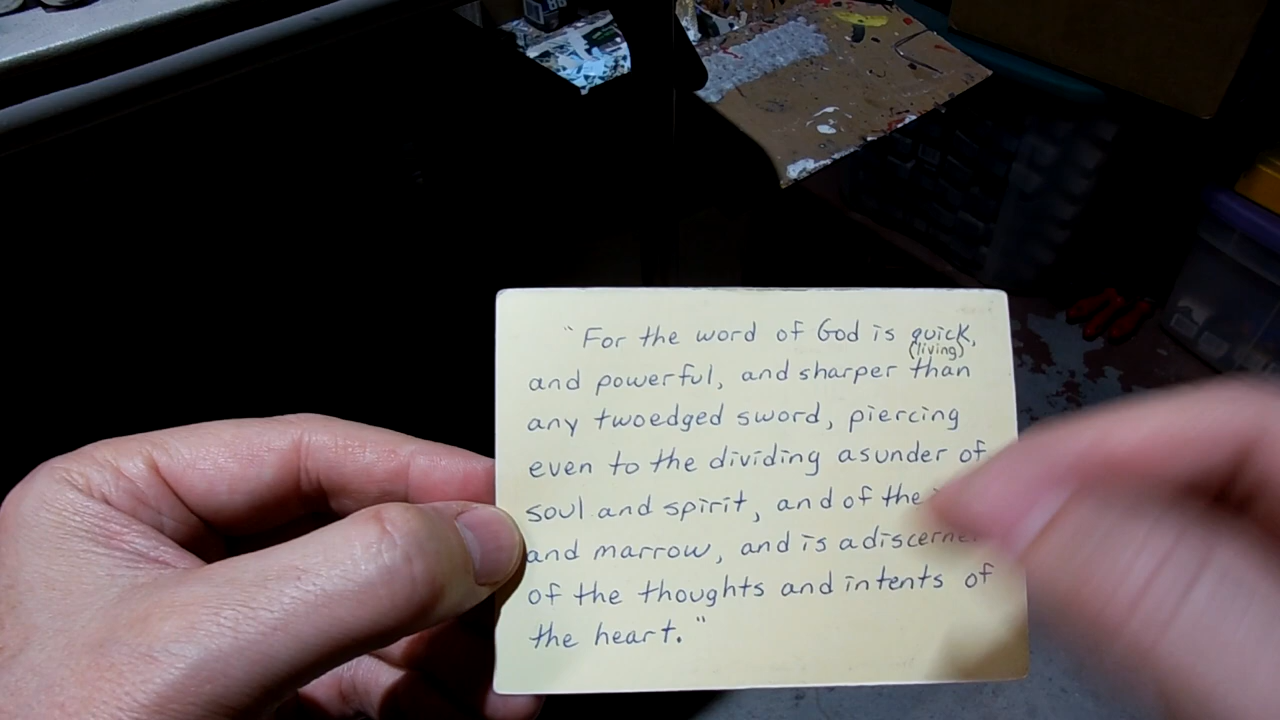 "For the word of God is quick,
(living)
and powerful, and sharper than
any twoedged sword, piercing
even to the dividing asunder of
soul and spirit, and of the
and marrow, and is a discerne
of the thoughts and intents of
the heart."